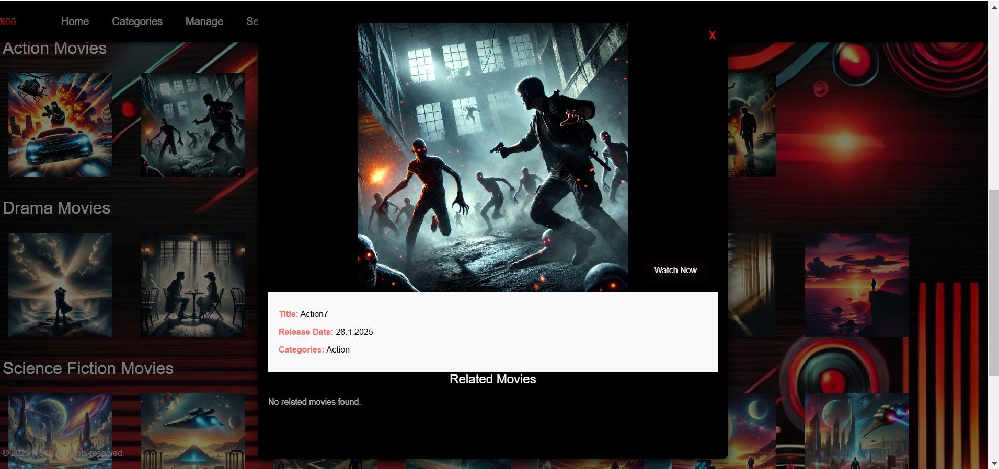 NOG Home Categories Manage Se
X
Action Movies
Drama Movies
Watch Now
Title: Action7
Release Date: 28.1.2025
Categories: Action
Science Fiction Movies
Related Movies
No related movies found.
© 2025 NOG. All rights reserved.